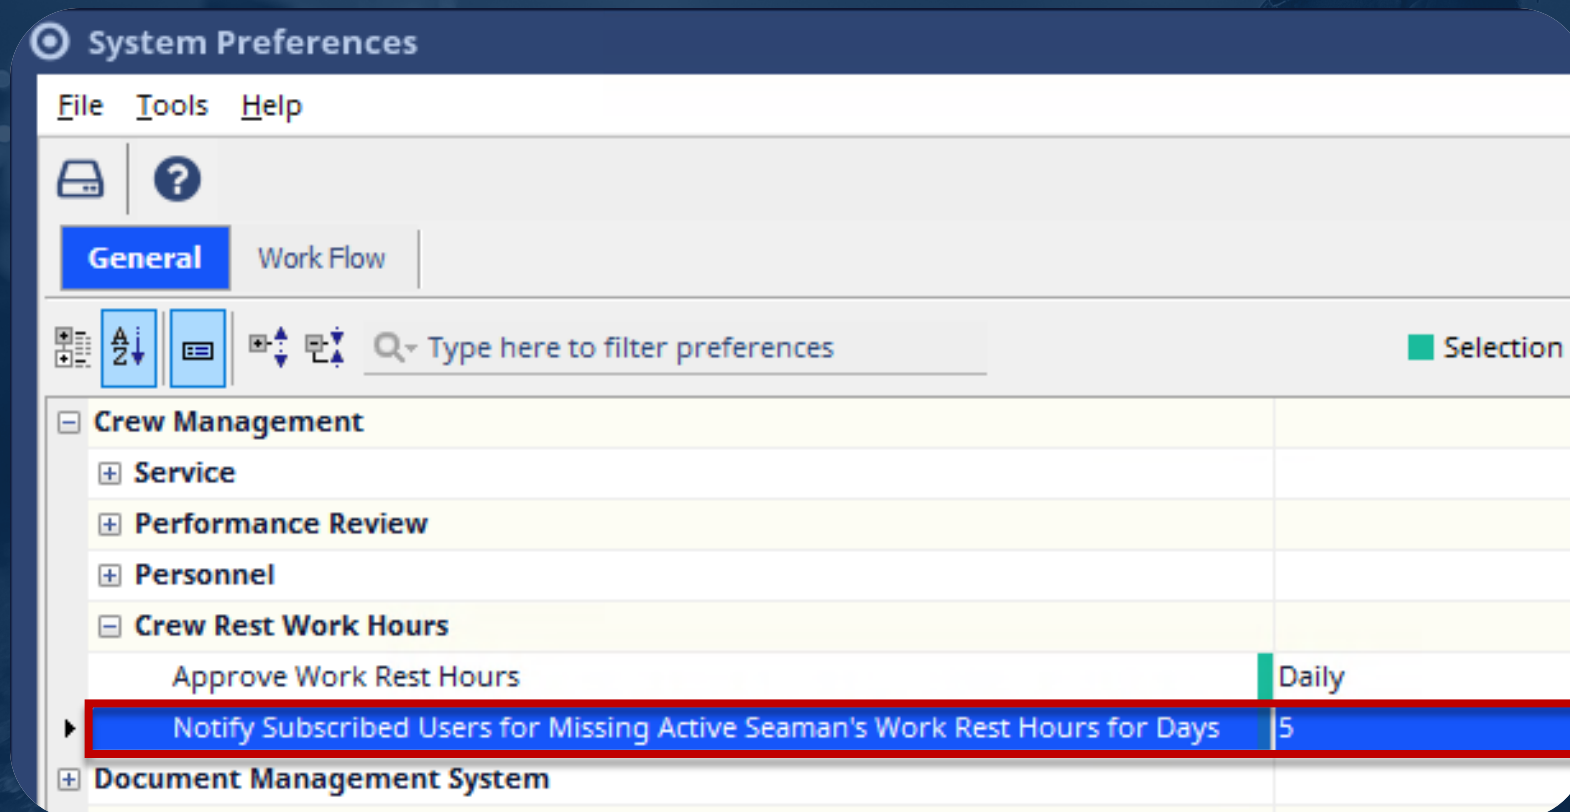 System Preferences
File Tools Help
General Work Flow
Type here to filter preferences Selection
Crew Management
Service
Performance Review
Personnel
Crew Rest Work Hours
Approve Work Rest Hours Daily
Notify Subscribed Users for Missing Active Seaman's Work Rest Hours for Days 5
Document Management System